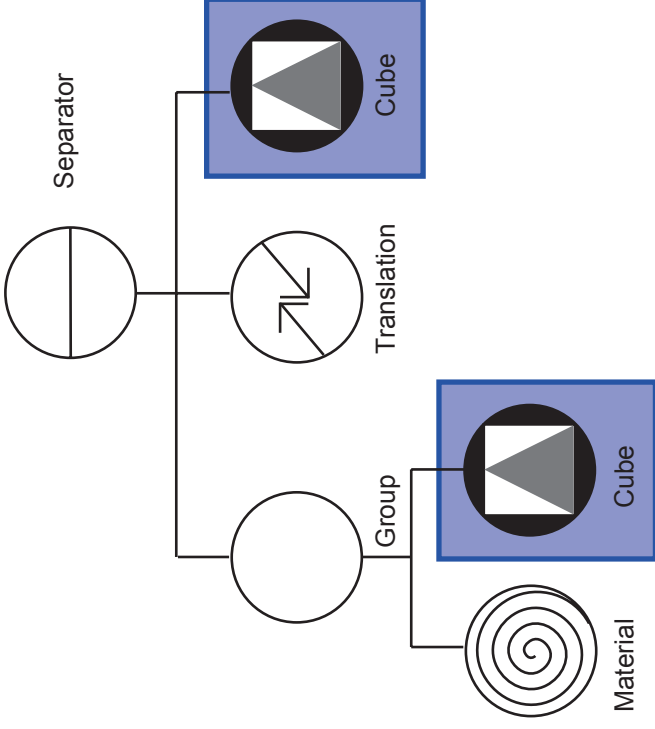 Separator
Group
Translation
Cube
Material
Cube